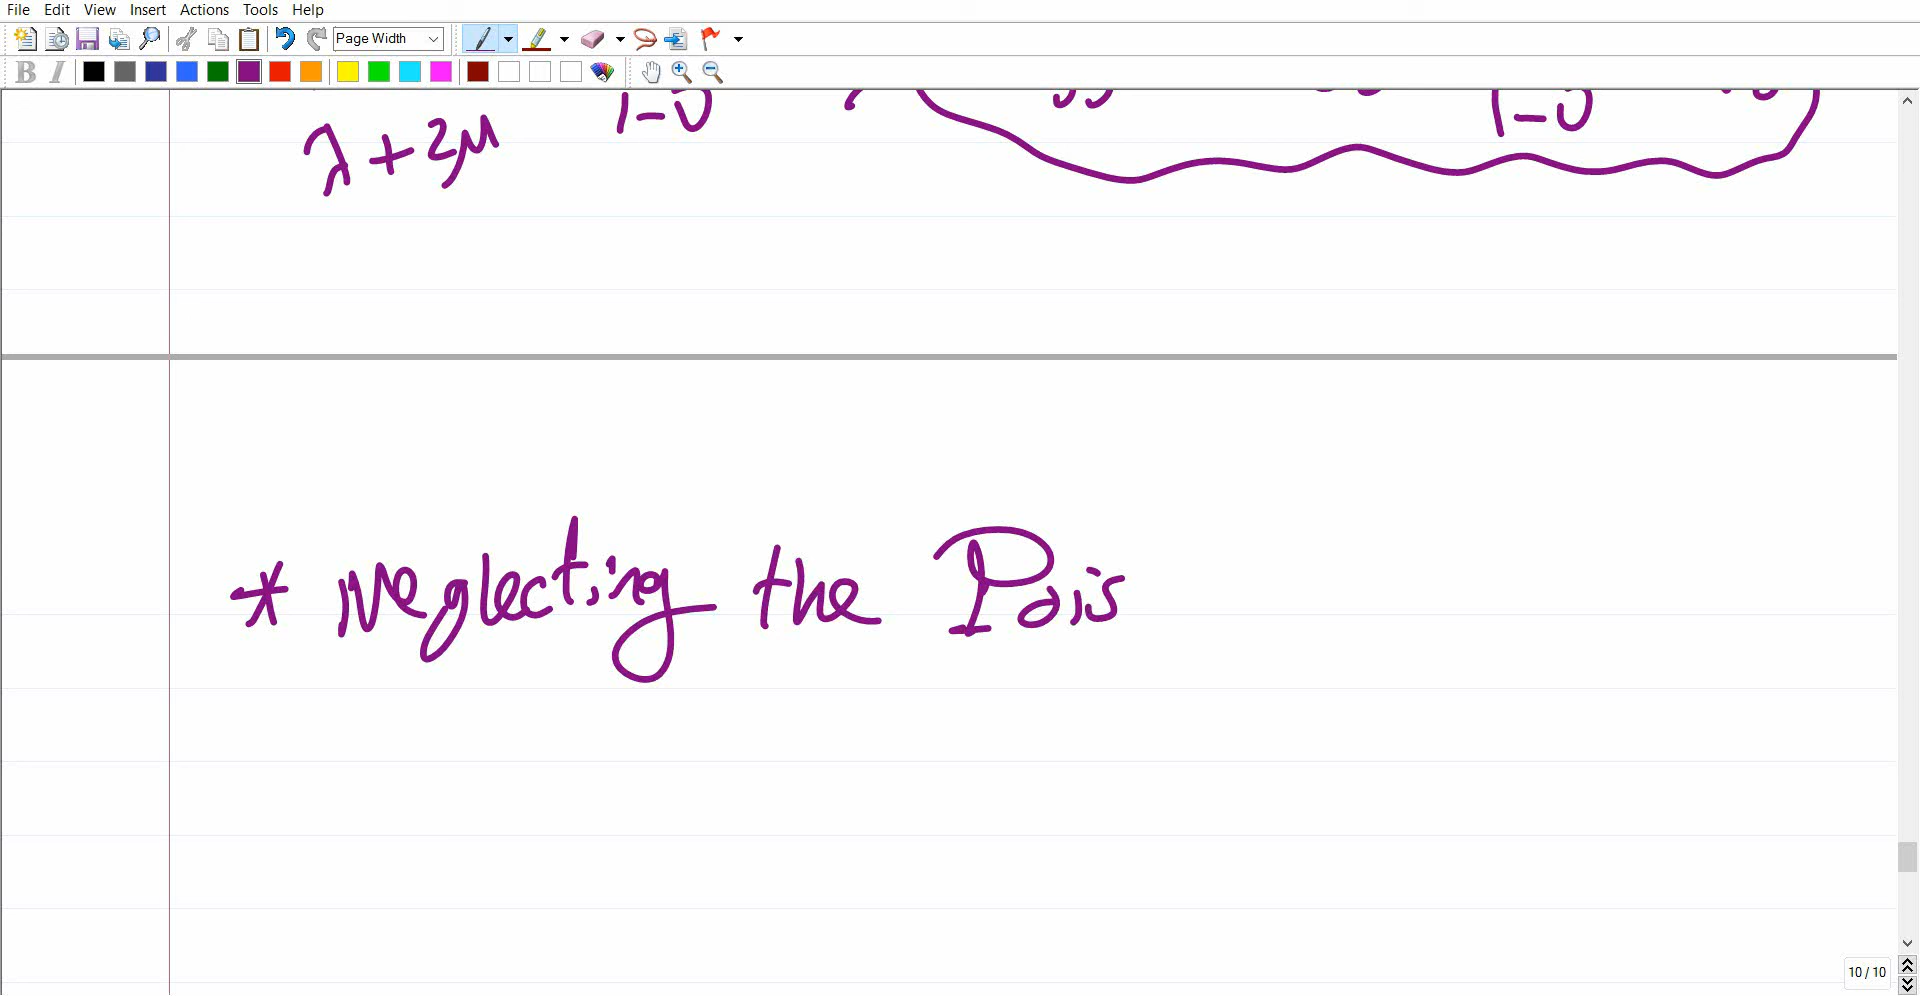 File Edit View Insert Actions Tools Help
Page Width
B I
1-υ 1-υ
λ+2μ
* Neglecting the Pois
10 / 10